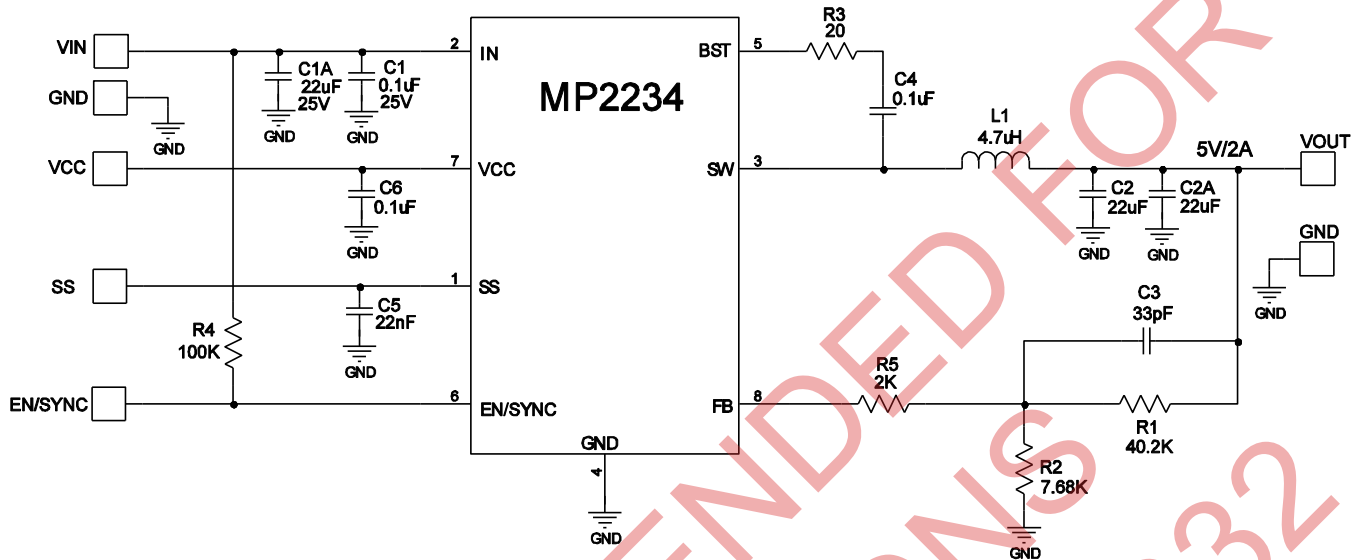 VIN
GND
GND
VCC
SS
EN/SYNC
R4
100K
C1A
22uF
25V
GND
C1
0.1uF
25V
GND
C6
0.1uF
GND
C5
22nF
GND
2
7
1
6
IN
VCC
SS
EN/SYNC
MP2234
BST
SW
FB
GND
4
GND
5
3
8
R3
20
C4
0.1uF
L1
4.7uH
5V/2A
VOUT
C2
22uF
GND
C2A
22uF
GND
GND
GND
C3
33pF
R5
2K
R1
40.2K
R2
7.68K
GND
ENDED FOR
ONS
32